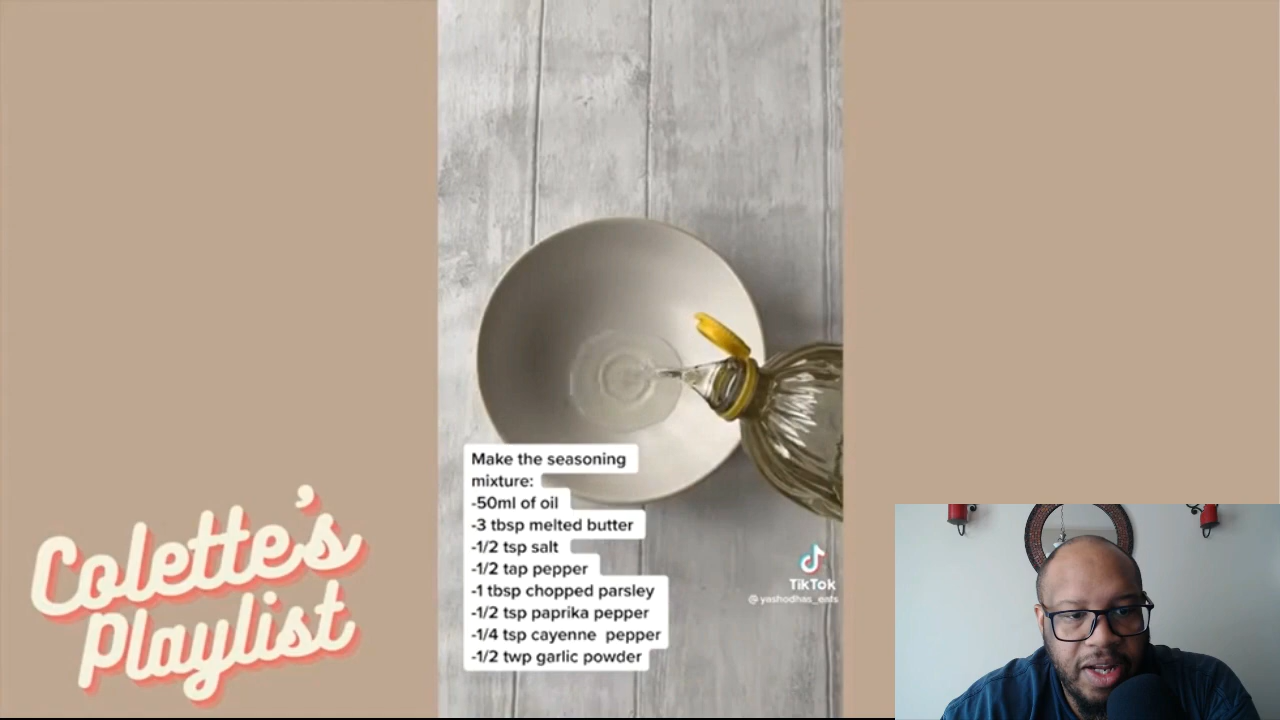 Make the seasoning
mixture:
-50ml of oil
-3 tbsp melted butter
-1/2 tsp salt
-1/2 tap pepper
-1 tbsp chopped parsley
-1/2 tsp paprika pepper
-1/4 tsp cayenne pepper
-1/2 twp garlic powder
TikTok
@yashodhas_eats
Colette's
Playlist